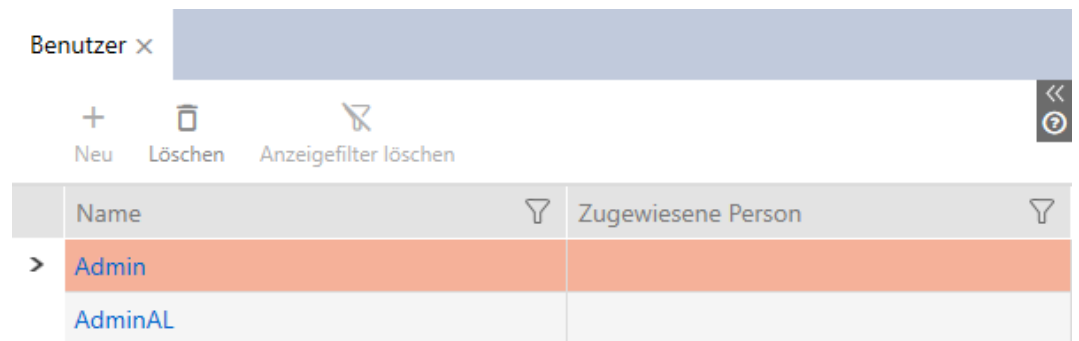 Benutzer
Neu Löschen Anzeigefilter löschen
Name Zugewiesene Person
Admin
AdminAL